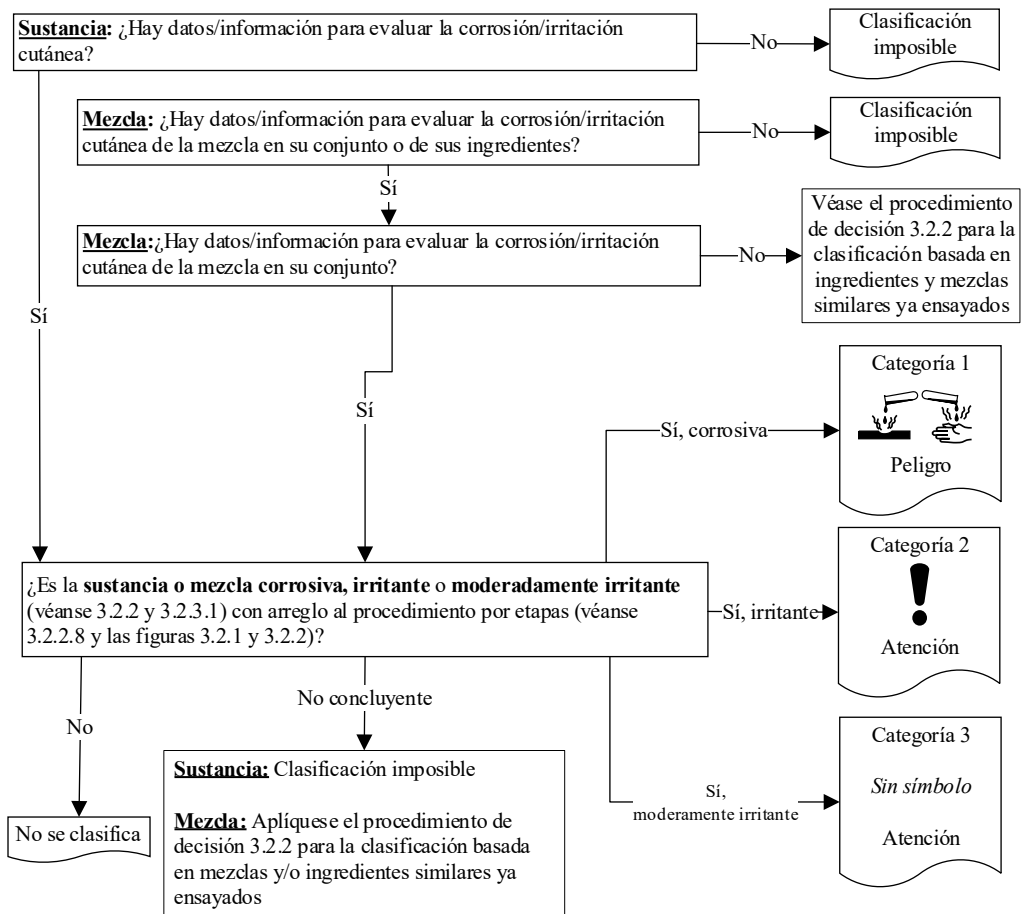 Sustancia: ¿Hay datos/información para evaluar la corrosión/irritación
cutánea?
No
Clasificación
imposible
Mezcla: ¿Hay datos/información para evaluar la corrosión/irritación
cutánea de la mezcla en su conjunto o de sus ingredientes?
No
Clasificación
imposible
Sí
Mezcla:¿Hay datos/información para evaluar la corrosión/irritación
cutánea de la mezcla en su conjunto?
No
Véase el procedimiento
de decisión 3.2.2 para la
clasificación basada en
ingredientes y mezclas
similares ya ensayados
Sí
Sí
Sí, corrosiva
Categoría 1
Peligro
¿Es la sustancia o mezcla corrosiva, irritante o moderadamente irritante
(véanse 3.2.2 y 3.2.3.1) con arreglo al procedimiento por etapas (véanse
3.2.2.8 y las figuras 3.2.1 y 3.2.2)?
Sí, irritante
Categoría 2
Atención
No
No concluyente
Sí,
moderamente irritante
Categoría 3
Sin símbolo
Atención
No se clasifica
Sustancia: Clasificación imposible
Mezcla: Aplíquese el procedimiento de
decisión 3.2.2 para la clasificación basada
en mezclas y/o ingredientes similares ya
ensayados